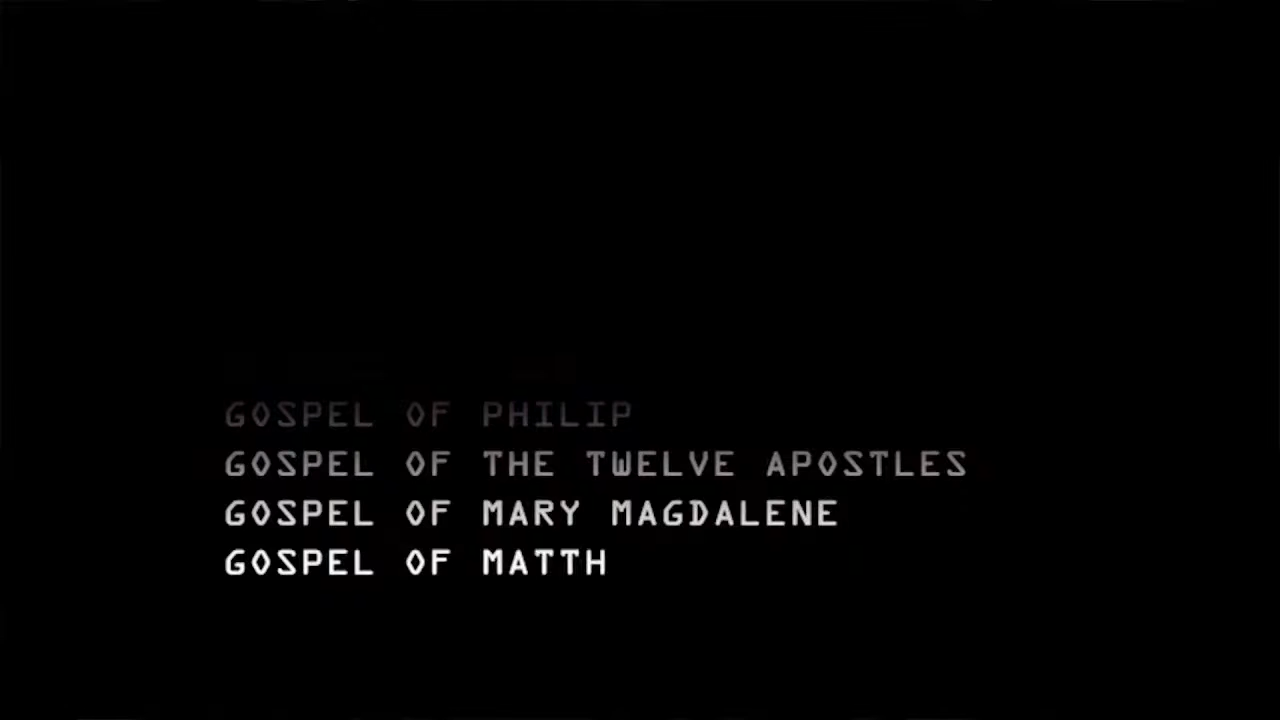 GOSPEL OF PHILIP
GOSPEL OF THE TWELVE APOSTLES
GOSPEL OF MARY MAGDALENE
GOSPEL OF MATTH